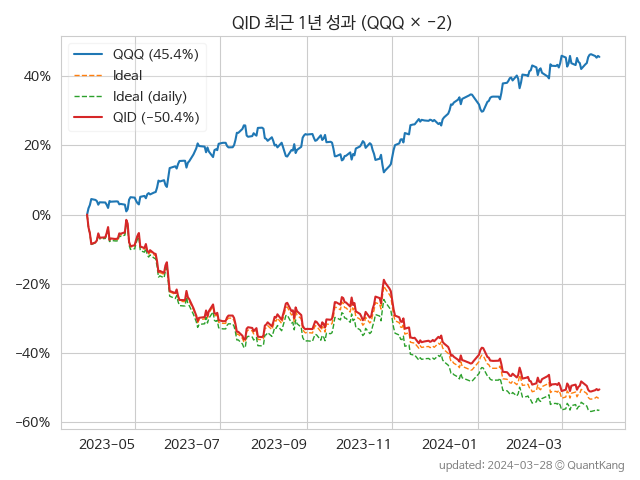 QID 최근 1년 성과 (QQQ × −2)
QQQ (45.4%)
Ideal
Ideal (daily)
QID (−50.4%)
40%
20%
0%
−20%
−40%
−60%
2023-05 2023-07 2023-09 2023-11 2024-01 2024-03
updated: 2024-03-28 © QuantKang